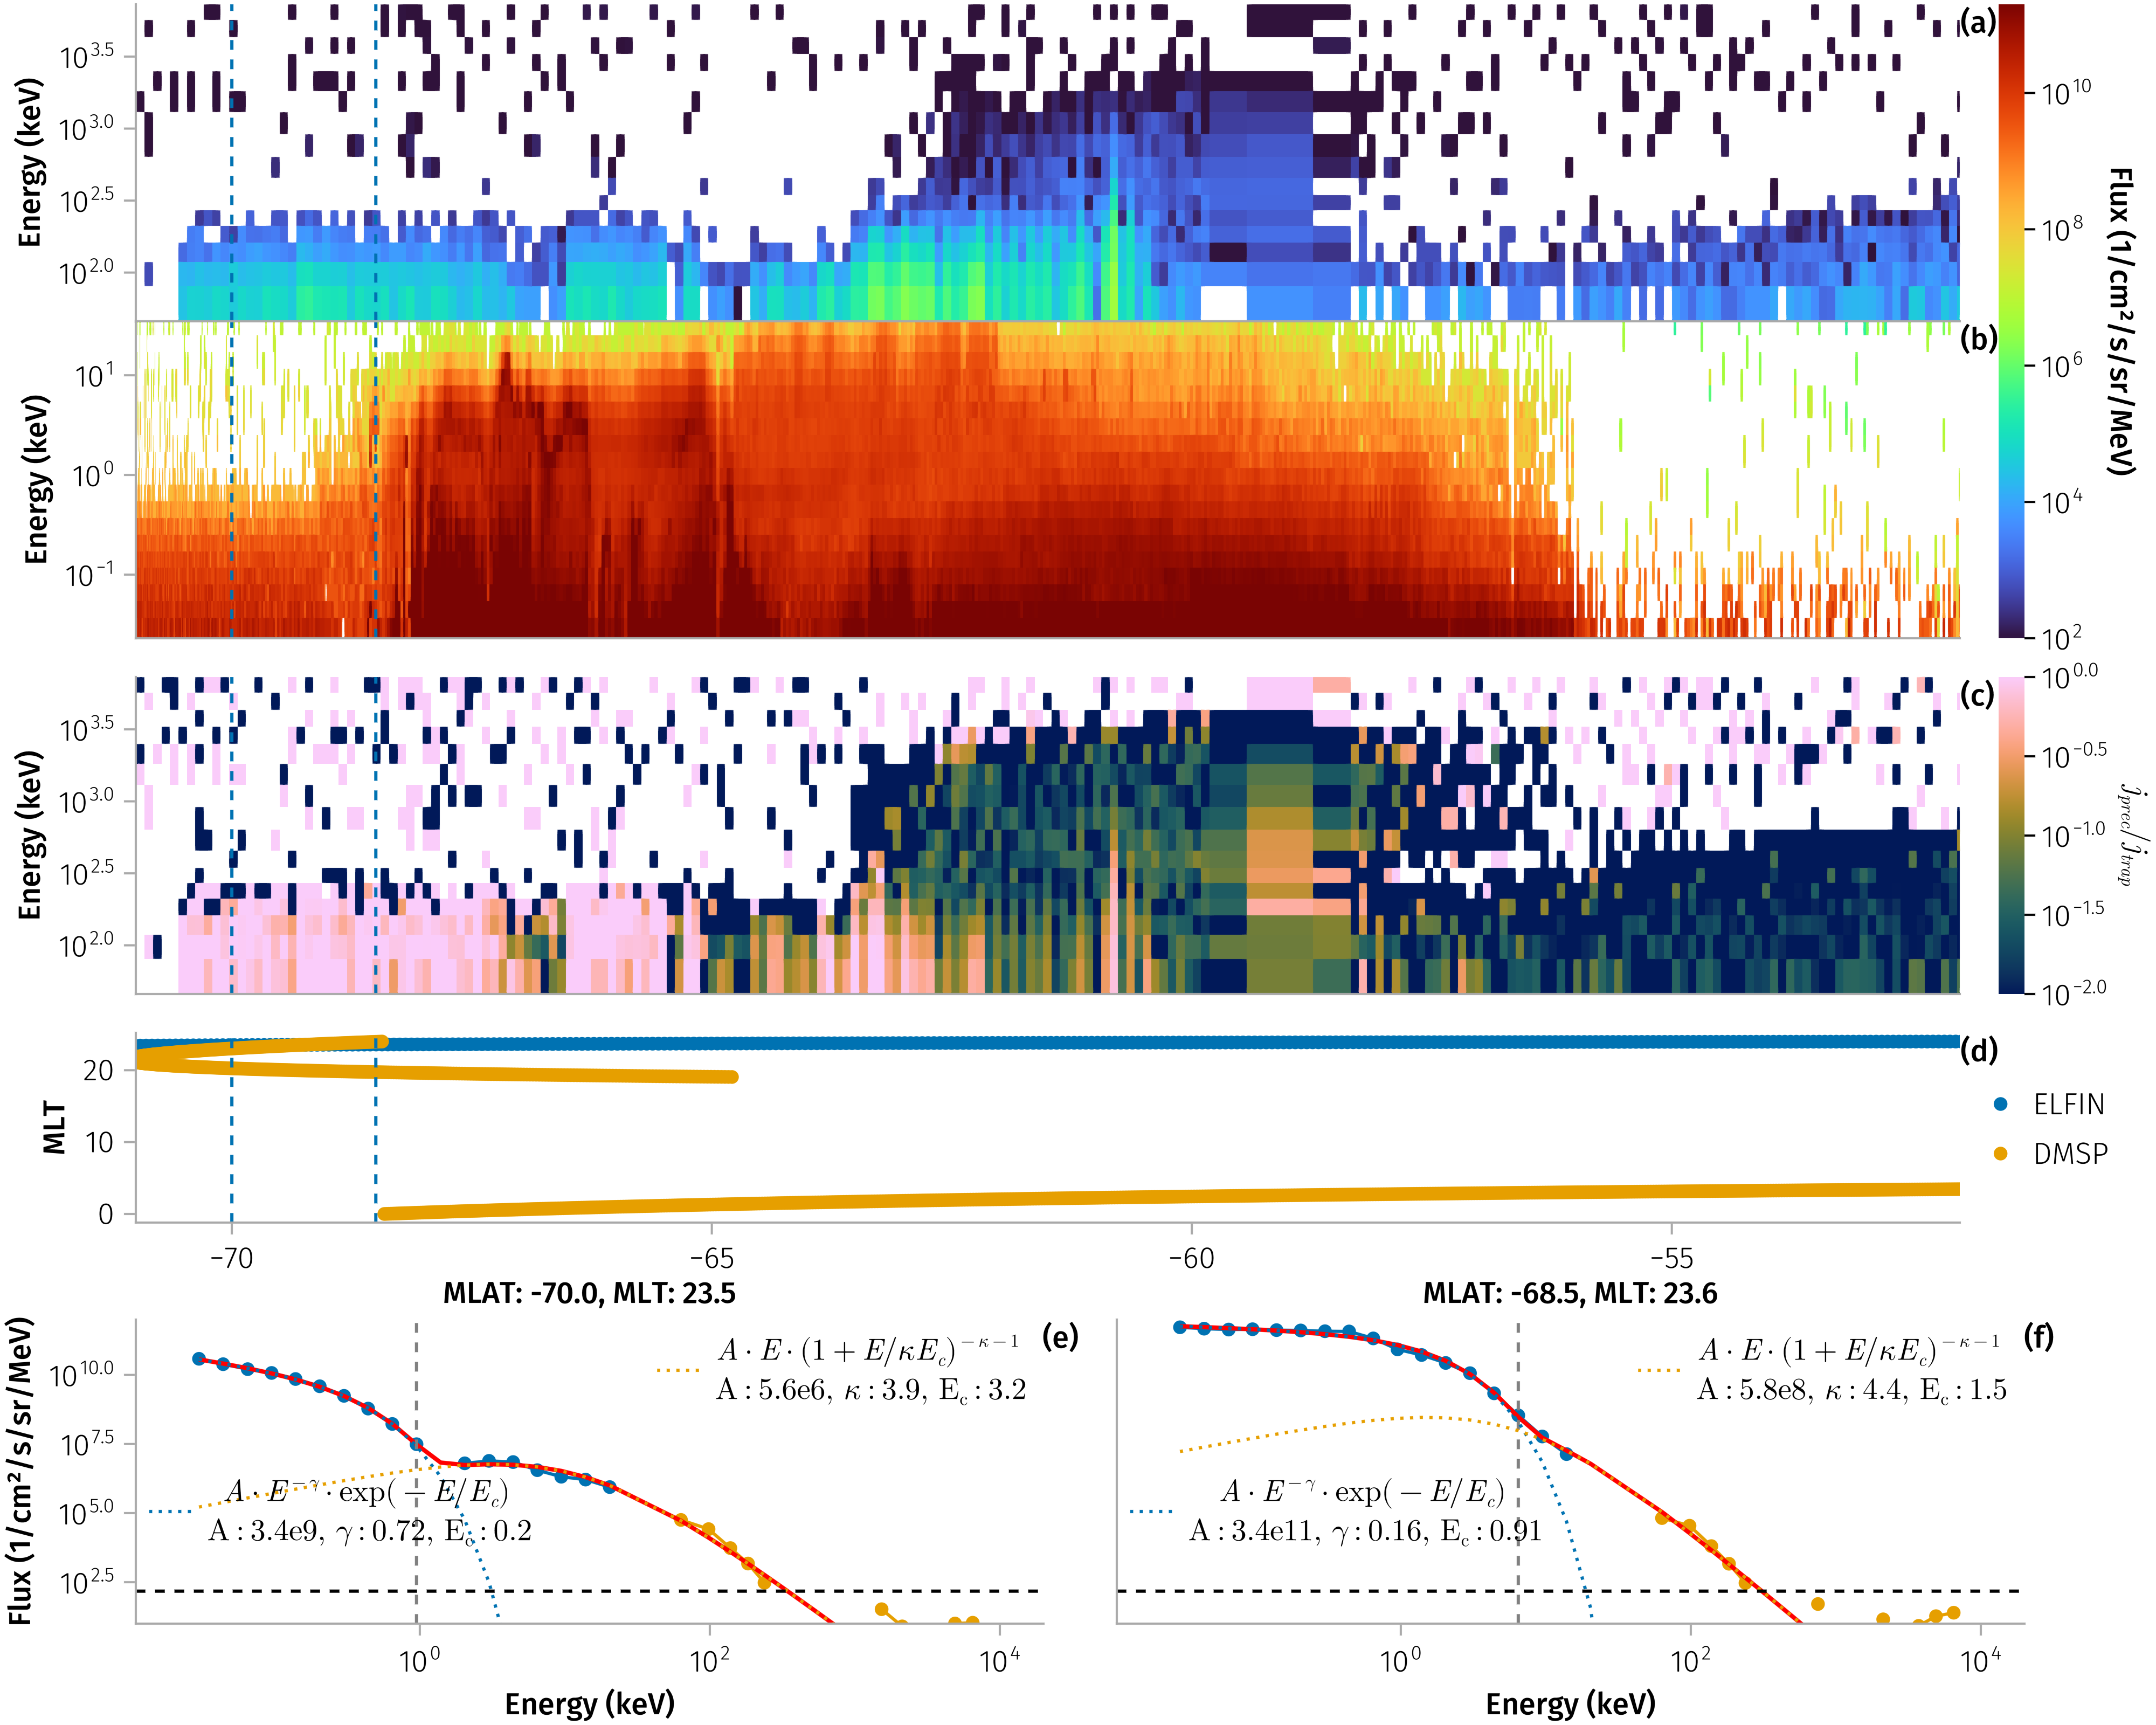 (a)
Energy (keV)
10^3.5
10^3.0
10^2.5
10^2.0
(b)
Energy (keV)
10^1
10^0
10^-1
Flux (1/cm²/s/sr/MeV)
10^10
10^8
10^6
10^4
10^2
(c)
Energy (keV)
10^3.5
10^3.0
10^2.5
10^2.0
j_prec/j_trap
10^0.0
10^-0.5
10^-1.0
10^-1.5
10^-2.0
(d)
MLT
20
10
0
ELFIN
DMSP
−70 −65 −60 −55
MLAT: -70.0, MLT: 23.5
(e)
Flux (1/cm²/s/sr/MeV)
10^10.0
10^7.5
10^5.0
10^2.5
A · E · (1 + E/κE_c)^−κ−1
A : 5.6e6, κ : 3.9, E_c : 3.2
A · E^−γ · exp( − E/E_c)
A : 3.4e9, γ : 0.72, E_c : 0.2
10^0 10^2 10^4
Energy (keV)
MLAT: -68.5, MLT: 23.6
(f)
A · E · (1 + E/κE_c)^−κ−1
A : 5.8e8, κ : 4.4, E_c : 1.5
A · E^−γ · exp( − E/E_c)
A : 3.4e11, γ : 0.16, E_c : 0.91
10^0 10^2 10^4
Energy (keV)